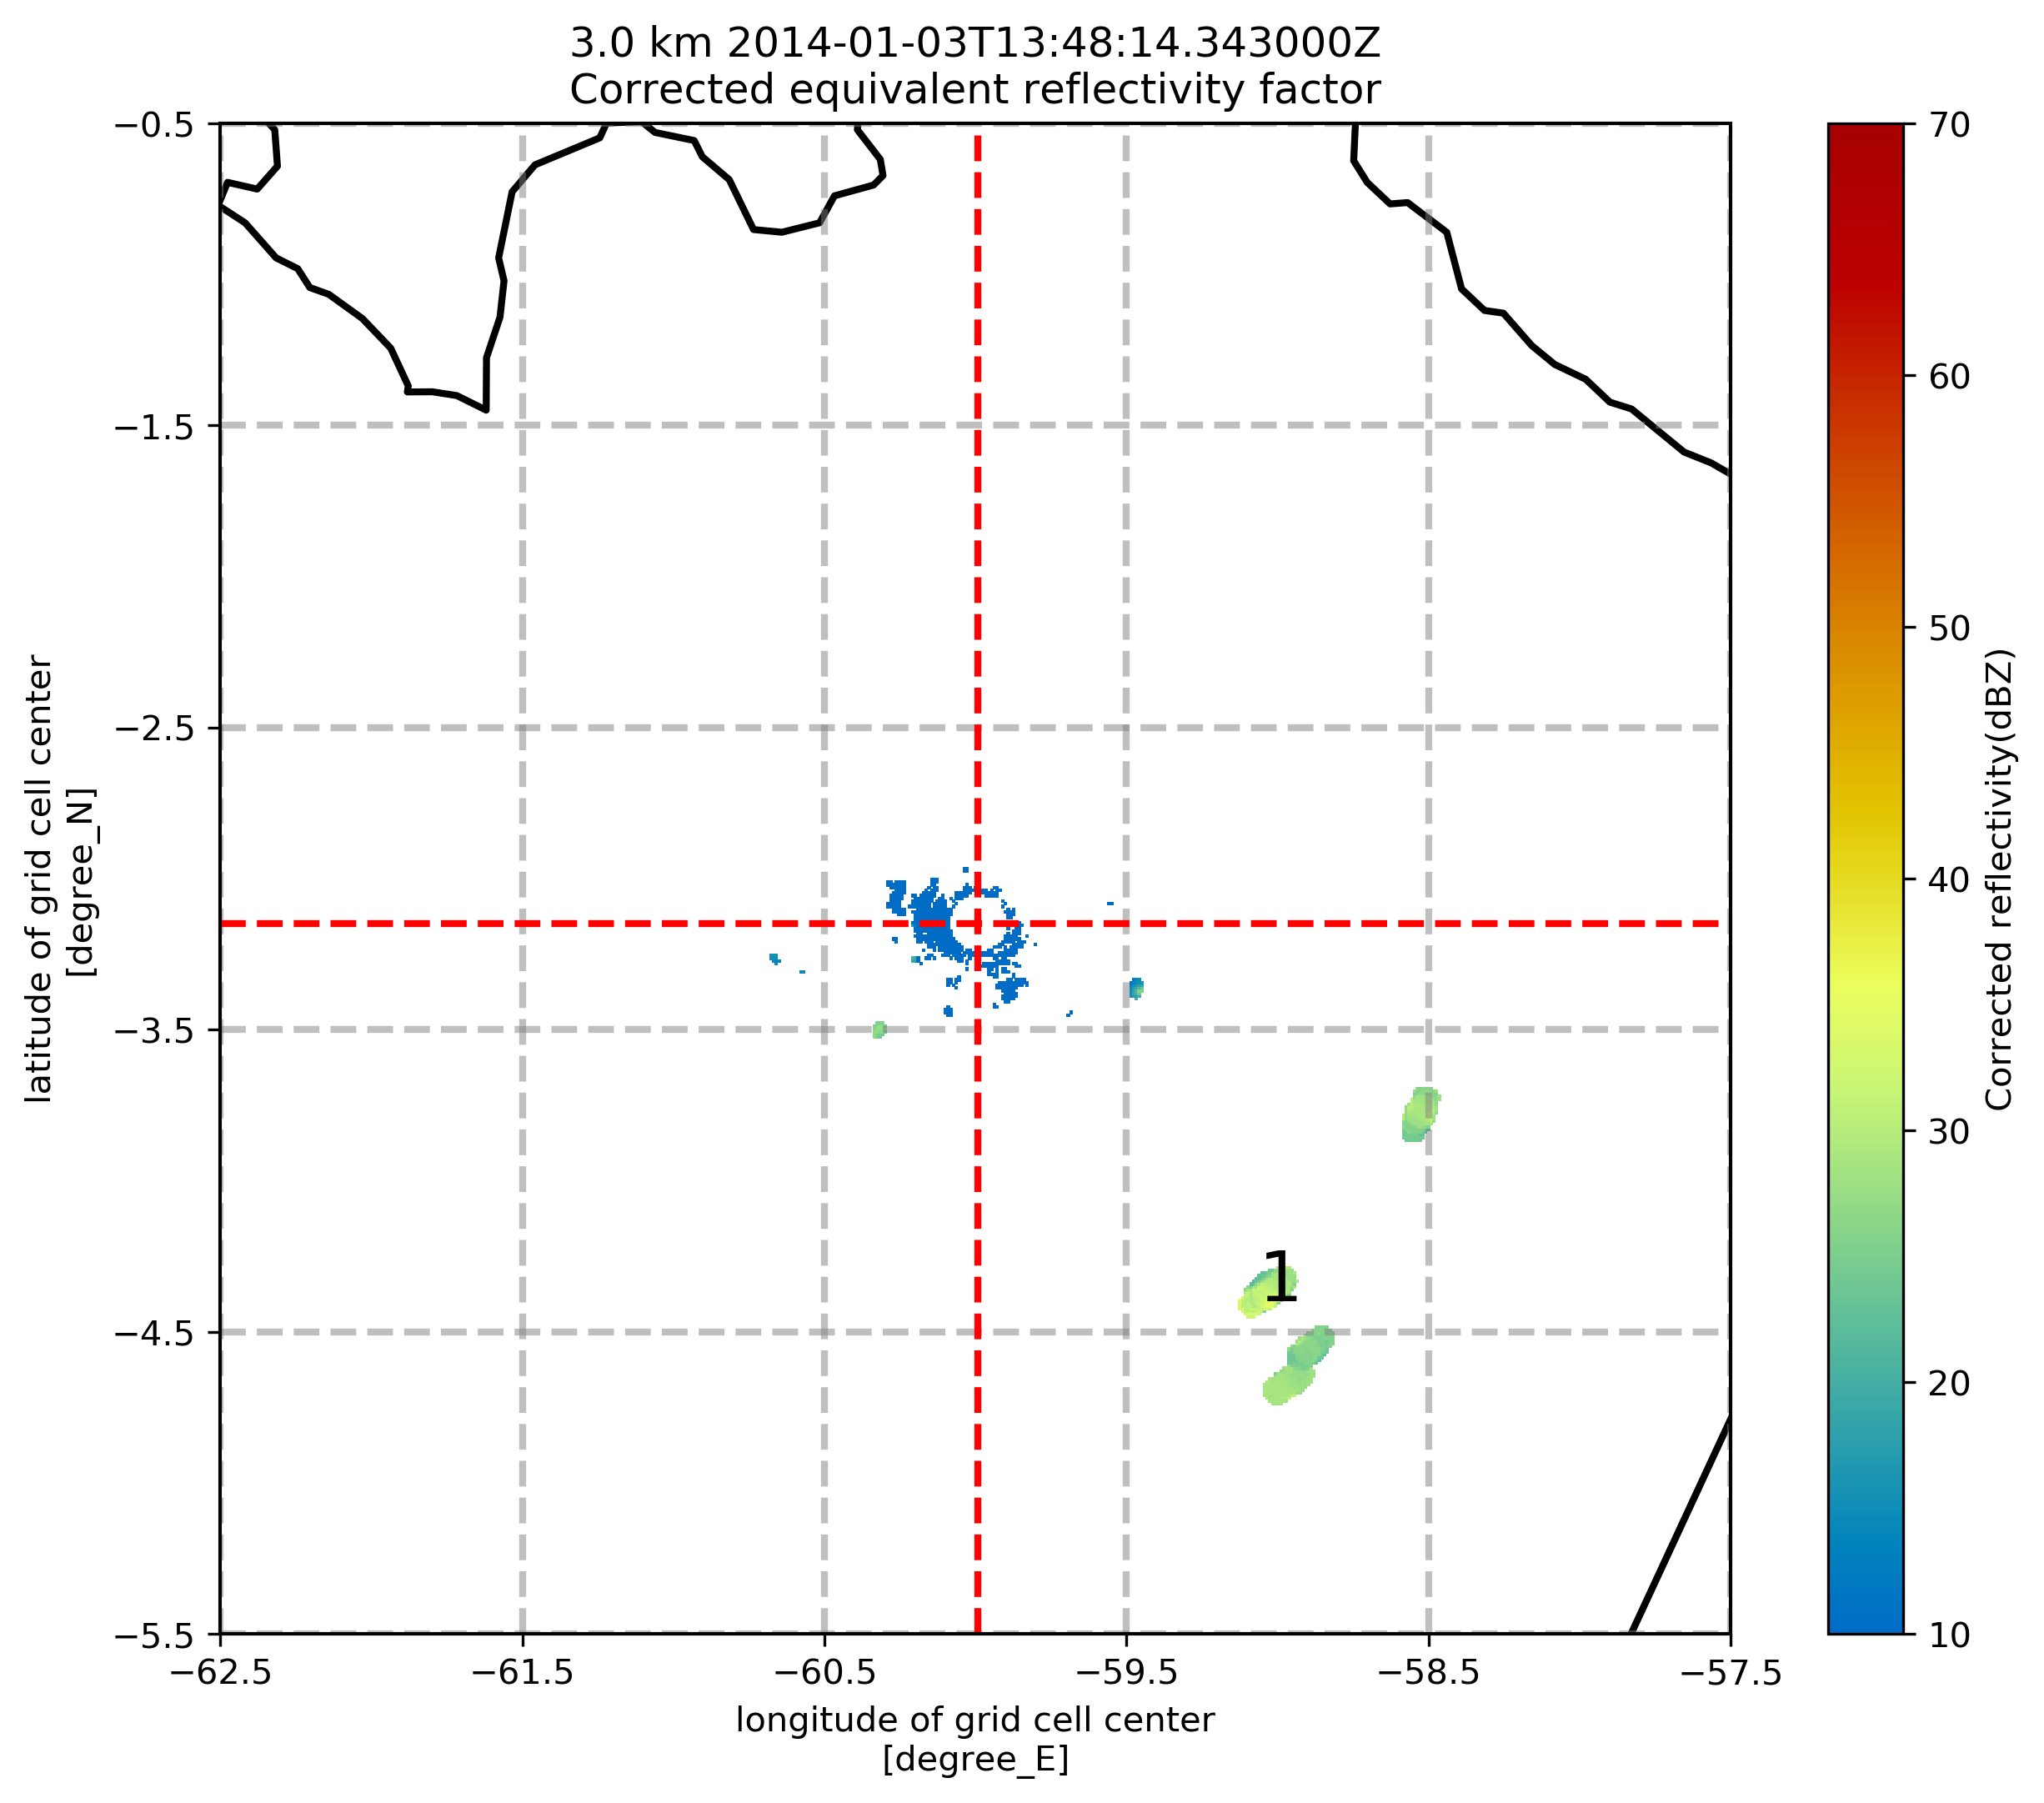 3.0 km 2014-01-03T13:48:14.343000Z
Corrected equivalent reflectivity factor
−0.5
−1.5
−2.5
−3.5
−4.5
−5.5
latitude of grid cell center
[degree_N]
1
−62.5
−61.5
−60.5
−59.5
−58.5
−57.5
longitude of grid cell center
[degree_E]
70
60
50
40
30
20
10
Corrected reflectivity(dBZ)